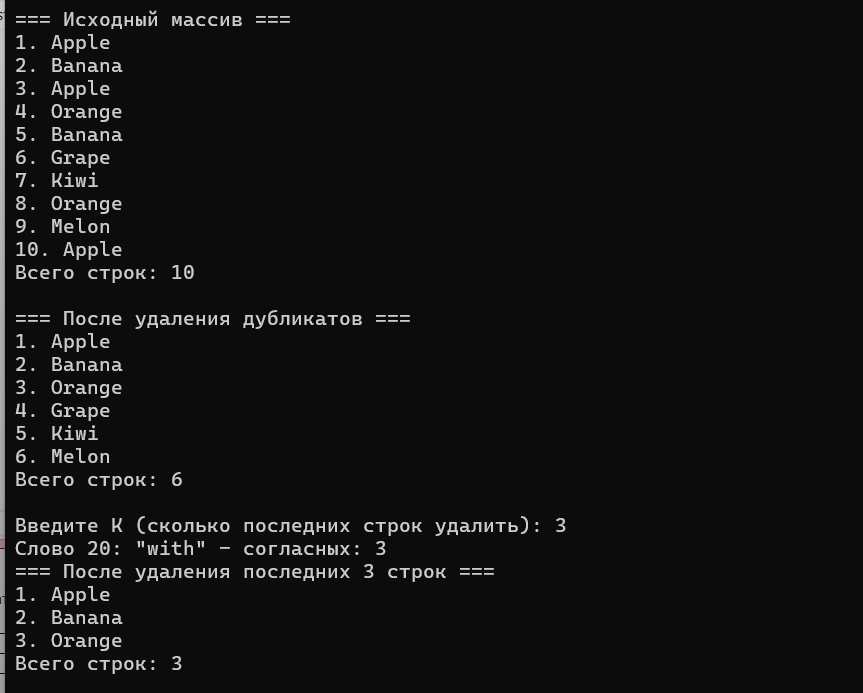 === Исходный массив ===
1. Apple
2. Banana
3. Apple
4. Orange
5. Banana
6. Grape
7. Kiwi
8. Orange
9. Melon
10. Apple
Всего строк: 10
=== После удаления дубликатов ===
1. Apple
2. Banana
3. Orange
4. Grape
5. Kiwi
6. Melon
Всего строк: 6
Введите K (сколько последних строк удалить): 3
Слово 20: "with" - согласных: 3
=== После удаления последних 3 строк ===
1. Apple
2. Banana
3. Orange
Всего строк: 3